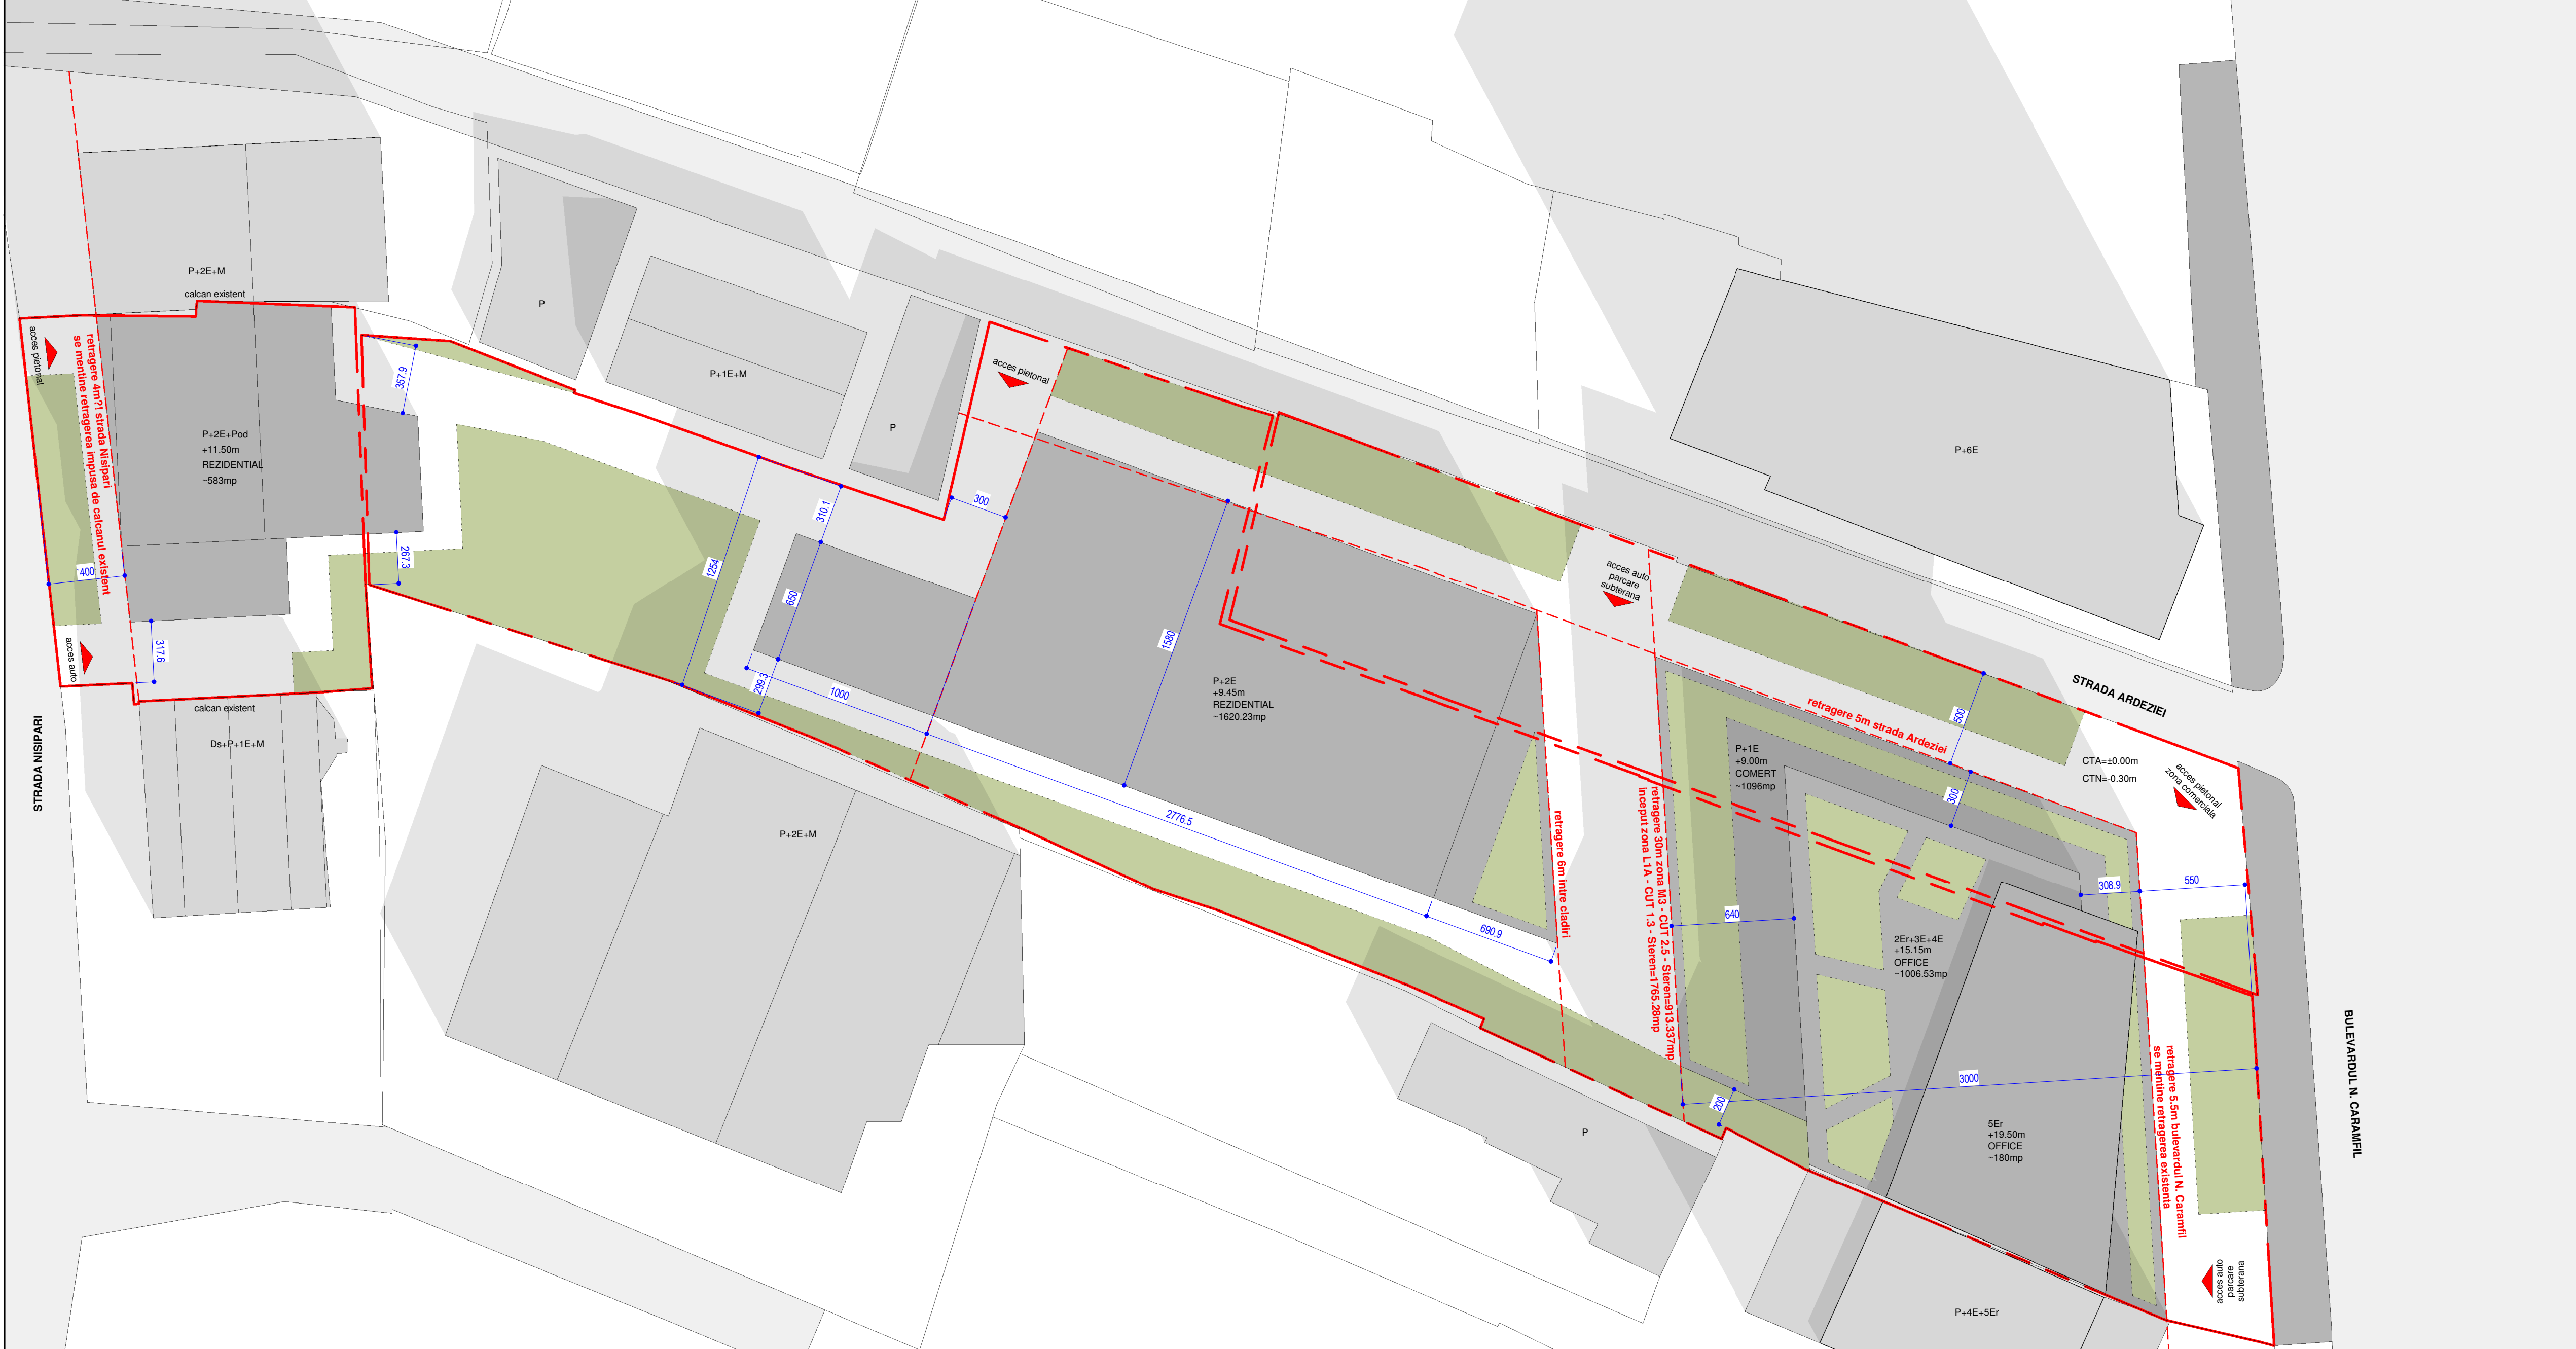 P+2E+M
calcan existent
acces pietonal
retragere 4m?! strada Nisipari
se mentine retragerea impusa de calcanul existent
P+2E+Pod
+11.50m
REZIDENTIAL
~583mp
400
317.6
267.3
357.9
acces auto
calcan existent
Ds+P+1E+M
STRADA NISIPARI
P
P+1E+M
P
acces pietonal
300
310.1
1254
650
299.3
1000
1580
2776.5
690.9
P+2E
+9.45m
REZIDENTIAL
~1620.23mp
P+2E+M
retragere 6m intre cladiri
acces auto
parcare
subterana
retragere 30m zona M3 - CUT 2.5 - Steren=913.337mp
inceput zona L1A - CUT 1.3 - Steren=1765.28mp
P+6E
STRADA ARDEZIEI
retragere 5m strada Ardeziei
500
300
CTA=±0.00m
CTN=-0.30m
acces pietonal
zona comerciala
P+1E
+9.00m
COMERT
~1096mp
640
308.9
550
2Er+3E+4E
+15.15m
OFFICE
~1006.53mp
3000
200
5Er
+19.50m
OFFICE
~180mp
retragere 5.5m bulevardul N. Caramfil
se mentine retragerea existenta
BULEVARDUL N. CARAMFIL
acces auto
parcare
subterana
P
P+4E+5Er